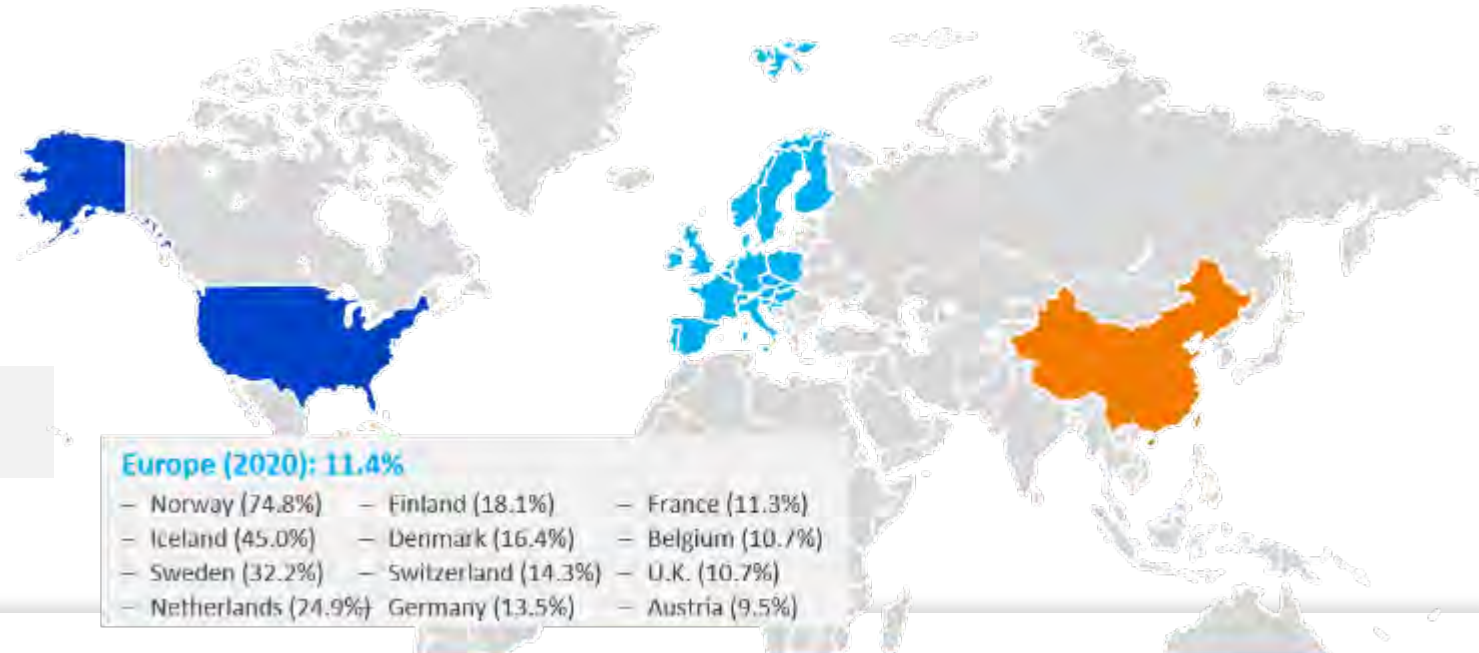 Europe (2020): 11.4%
– Norway (74.8%) – Finland (18.1%) – France (11.3%)
– Iceland (45.0%) – Denmark (16.4%) – Belgium (10.7%)
– Sweden (32.2%) – Switzerland (14.3%) – U.K. (10.7%)
– Netherlands (24.9%) – Germany (13.5%) – Austria (9.5%)